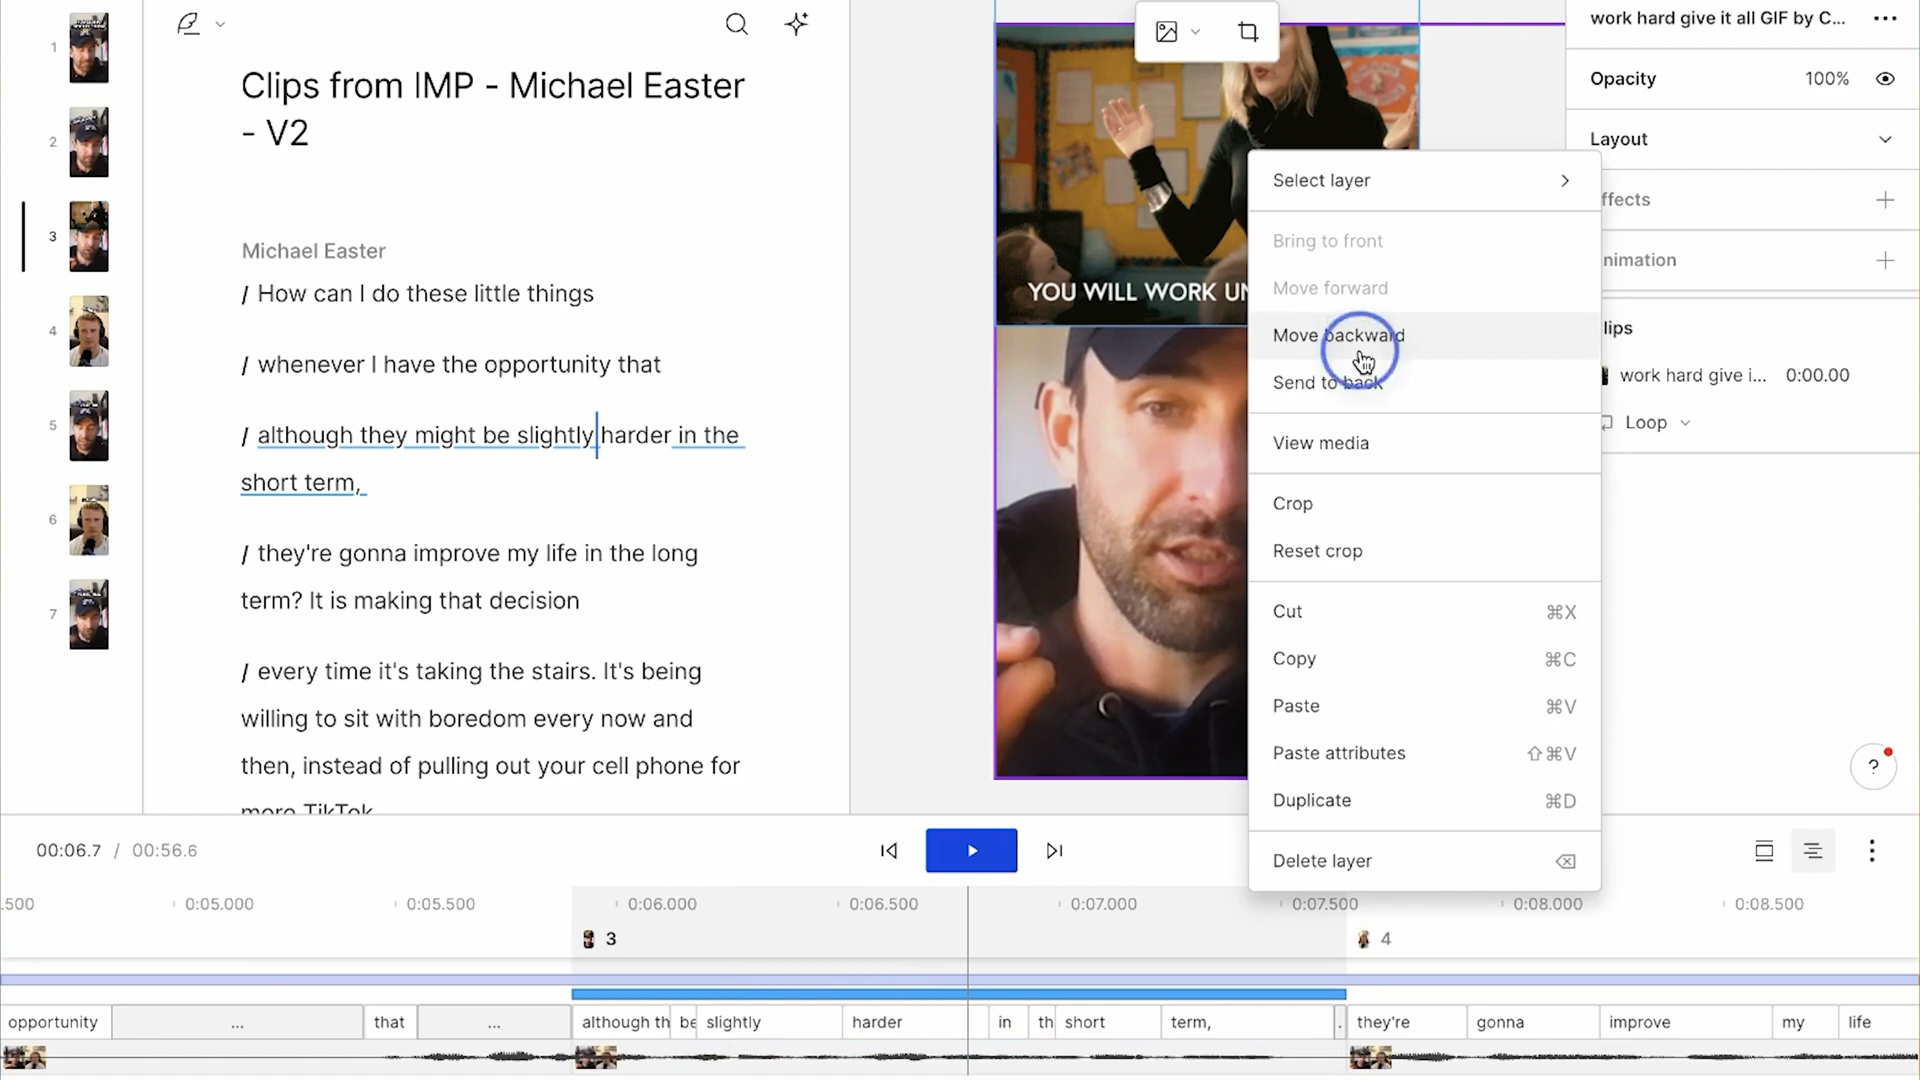 1
2
3
4
5
6
7
Clips from IMP - Michael Easter
- V2
Michael Easter
/ How can I do these little things
/ whenever I have the opportunity that
/ although they might be slightly harder in the
short term,
/ they're gonna improve my life in the long
term? It is making that decision
/ every time it's taking the stairs. It's being
willing to sit with boredom every now and
then, instead of pulling out your cell phone for
more TikTok
YOU WILL WORK
Select layer
Bring to front
Move forward
Move backward
Send to back
View media
Crop
Reset crop
Cut ⌘X
Copy ⌘C
Paste ⌘V
Paste attributes ⇧⌘V
Duplicate ⌘D
Delete layer
work hard give it all GIF by C...
Opacity 100%
Layout
ffects
nimation
lips
work hard give i... 0:00.00
Loop
?
00:06.7 / 00:56.6
.500 0:05.000 0:05.500 0:06.000 0:06.500 0:07.000 0:07.500 0:08.000 0:08.500
3 4
opportunity ... that ... although th be slightly harder in th short term, . they're gonna improve my life